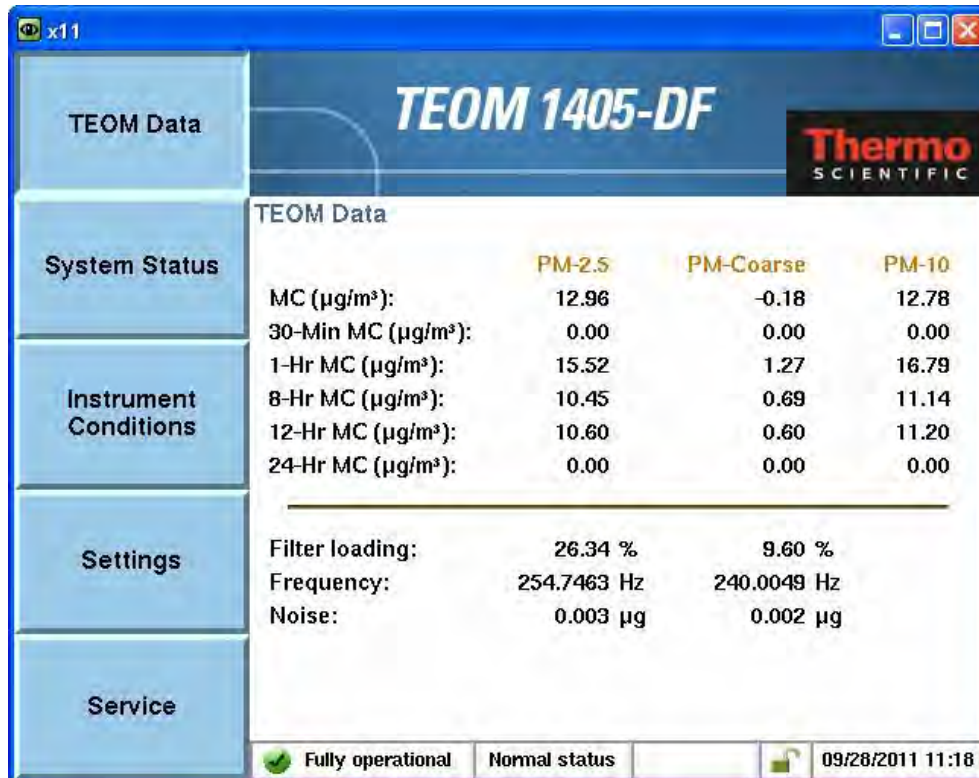 x11
TEOM Data
TEOM 1405-DF
Thermo
SCIENTIFIC
System Status
Instrument
Conditions
Settings
Service
TEOM Data
PM-2.5 PM-Coarse PM-10
MC (µg/m³): 12.96 -0.18 12.78
30-Min MC (µg/m³): 0.00 0.00 0.00
1-Hr MC (µg/m³): 15.52 1.27 16.79
8-Hr MC (µg/m³): 10.45 0.69 11.14
12-Hr MC (µg/m³): 10.60 0.60 11.20
24-Hr MC (µg/m³): 0.00 0.00 0.00
Filter loading: 26.34 % 9.60 %
Frequency: 254.7463 Hz 240.0049 Hz
Noise: 0.003 µg 0.002 µg
Fully operational Normal status 09/28/2011 11:18